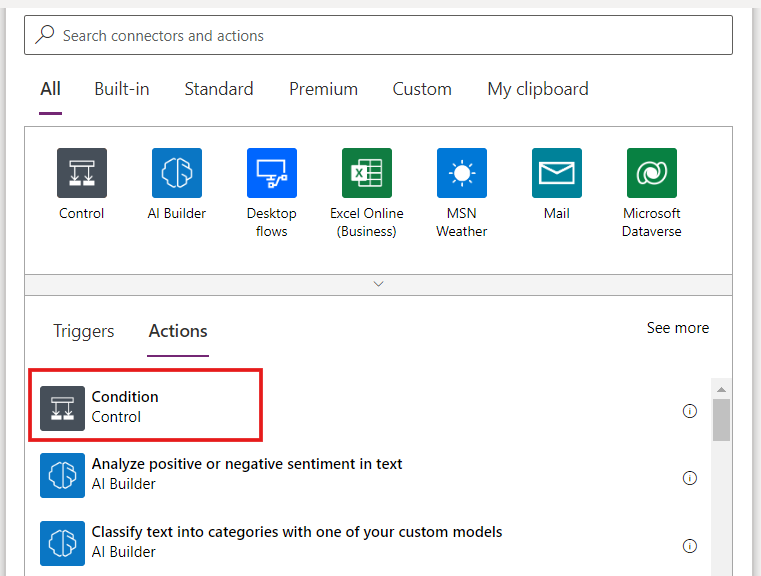 Search connectors and actions
All Built-in Standard Premium Custom My clipboard
Control AI Builder Desktop flows Excel Online (Business) MSN Weather Mail Microsoft Dataverse
Triggers Actions See more
Condition
Control
Analyze positive or negative sentiment in text
AI Builder
Classify text into categories with one of your custom models
AI Builder